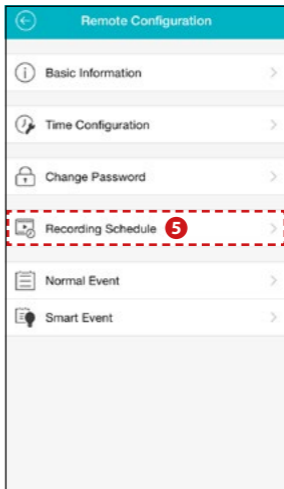 Remote Configuration
Basic Information
Time Configuration
Change Password
Recording Schedule 5
Normal Event
Smart Event